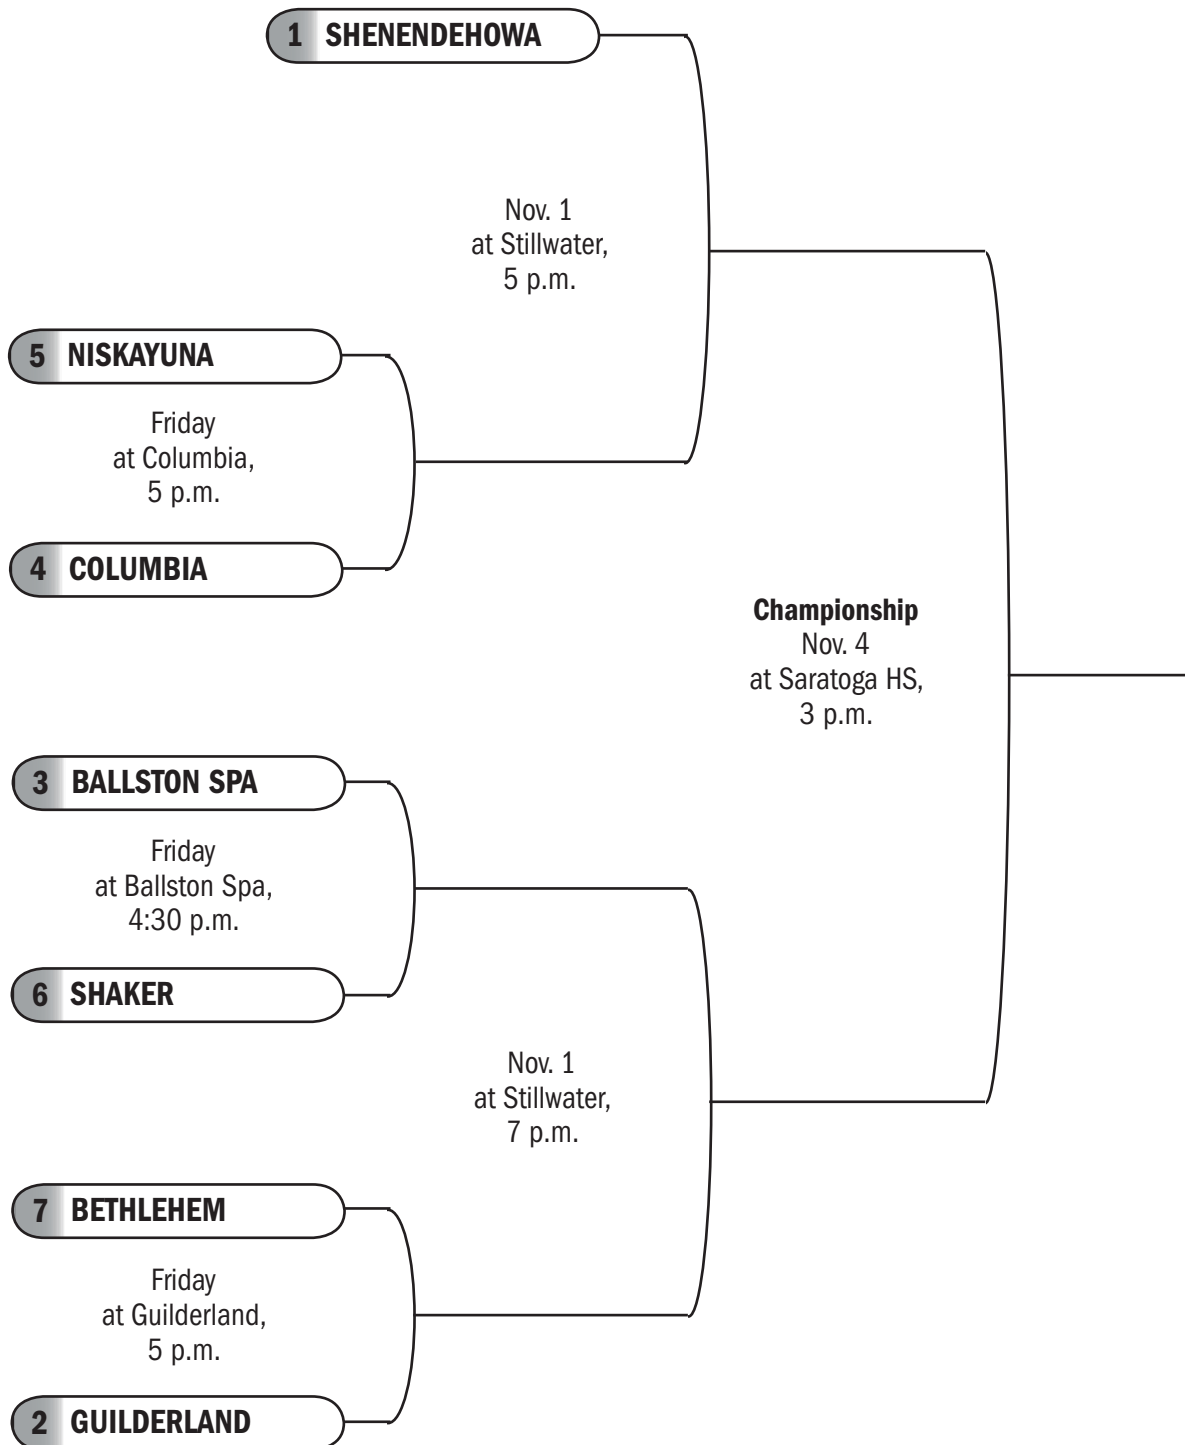 1 SHENENDEHOWA
Nov. 1
at Stillwater,
5 p.m.
5 NISKAYUNA
Friday
at Columbia,
5 p.m.
4 COLUMBIA
Championship
Nov. 4
at Saratoga HS,
3 p.m.
3 BALLSTON SPA
Friday
at Ballston Spa,
4:30 p.m.
6 SHAKER
Nov. 1
at Stillwater,
7 p.m.
7 BETHLEHEM
Friday
at Guilderland,
5 p.m.
2 GUILDERLAND